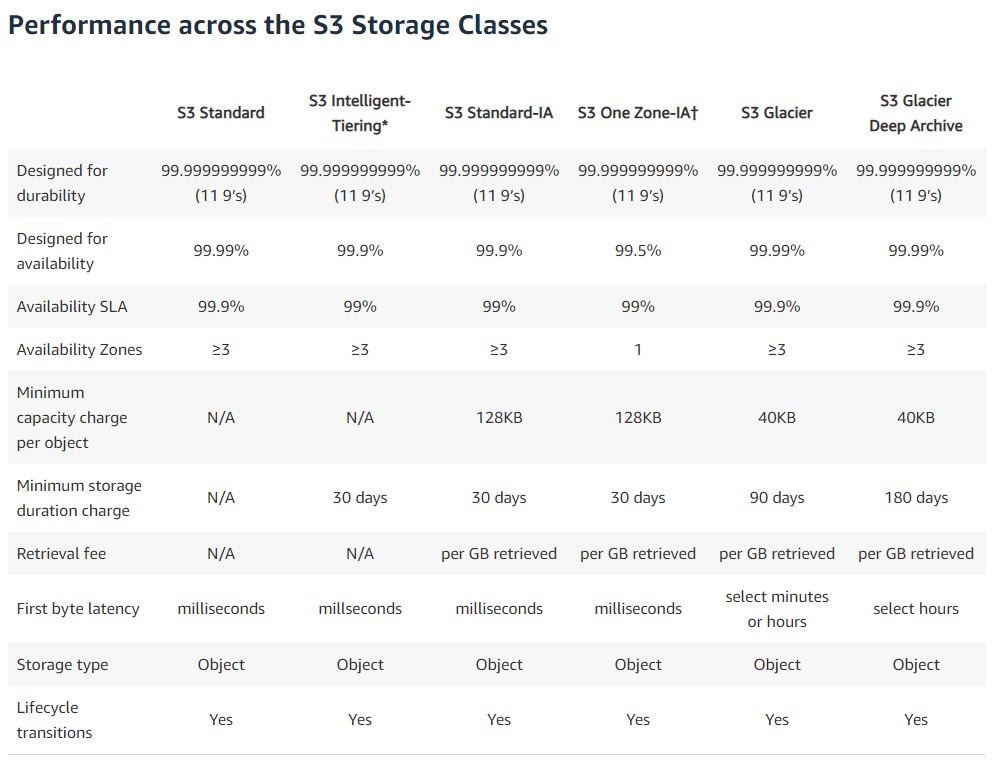 Performance across the S3 Storage Classes
S3 Standard
S3 Intelligent-
Tiering*
S3 Standard-IA
S3 One Zone-IA†
S3 Glacier
S3 Glacier
Deep Archive
Designed for
durability
99.999999999%
(11 9’s)
99.999999999%
(11 9’s)
99.999999999%
(11 9’s)
99.999999999%
(11 9’s)
99.999999999%
(11 9’s)
99.999999999%
(11 9’s)
Designed for
availability
99.99%
99.9%
99.9%
99.5%
99.99%
99.99%
Availability SLA
99.9%
99%
99%
99%
99.9%
99.9%
Availability Zones
≥3
≥3
≥3
1
≥3
≥3
Minimum
capacity charge
per object
N/A
N/A
128KB
128KB
40KB
40KB
Minimum storage
duration charge
N/A
30 days
30 days
30 days
90 days
180 days
Retrieval fee
N/A
N/A
per GB retrieved
per GB retrieved
per GB retrieved
per GB retrieved
First byte latency
milliseconds
millseconds
milliseconds
milliseconds
select minutes
or hours
select hours
Storage type
Object
Object
Object
Object
Object
Object
Lifecycle
transitions
Yes
Yes
Yes
Yes
Yes
Yes